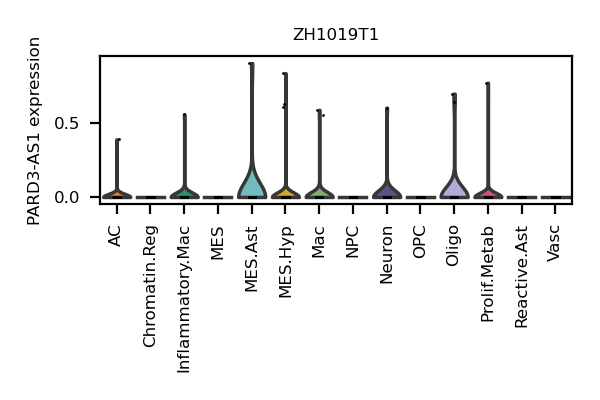 ZH1019T1
PARD3-AS1 expression
0.5
0.0
AC
Chromatin.Reg
Inflammatory.Mac
MES
MES.Ast
MES.Hyp
Mac
NPC
Neuron
OPC
Oligo
Prolif.Metab
Reactive.Ast
Vasc